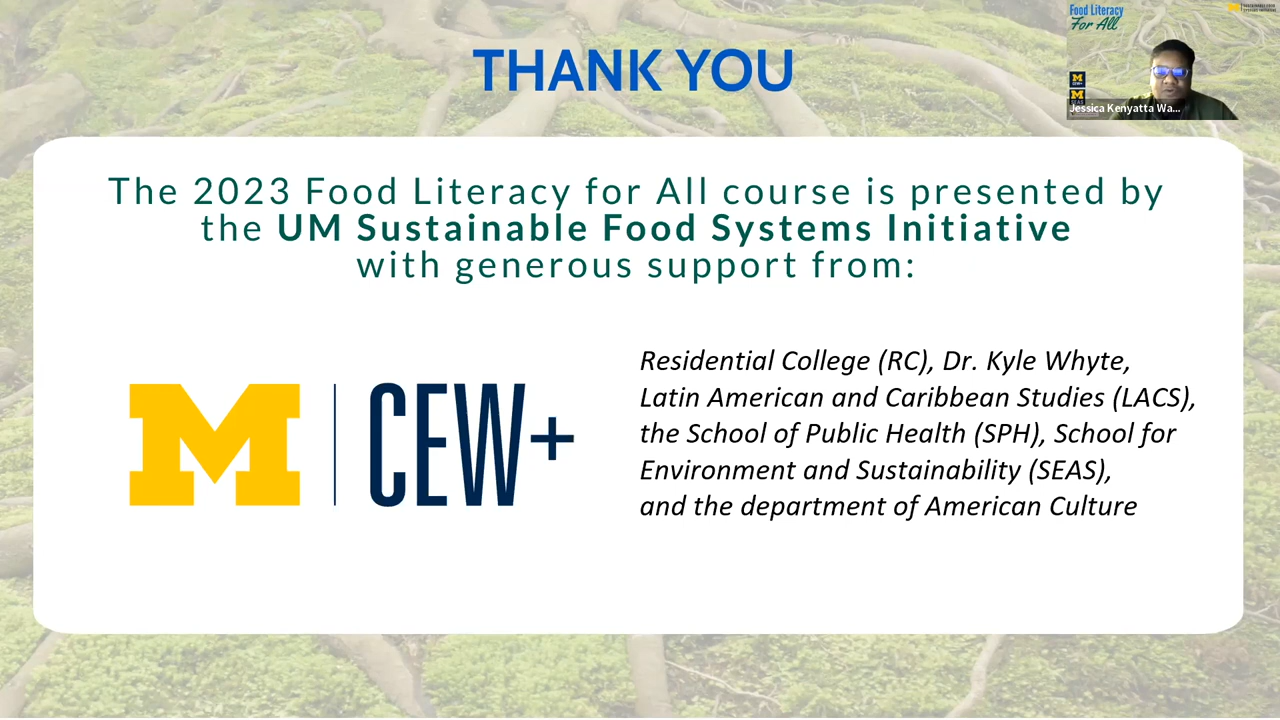 THANK YOU
Food Literacy
For All
M
CEW+
M
SEAS
Jessica Kenyatta Wa...
The 2023 Food Literacy for All course is presented by
the UM Sustainable Food Systems Initiative
with generous support from:
M | CEW+
Residential College (RC), Dr. Kyle Whyte,
Latin American and Caribbean Studies (LACS),
the School of Public Health (SPH), School for
Environment and Sustainability (SEAS),
and the department of American Culture